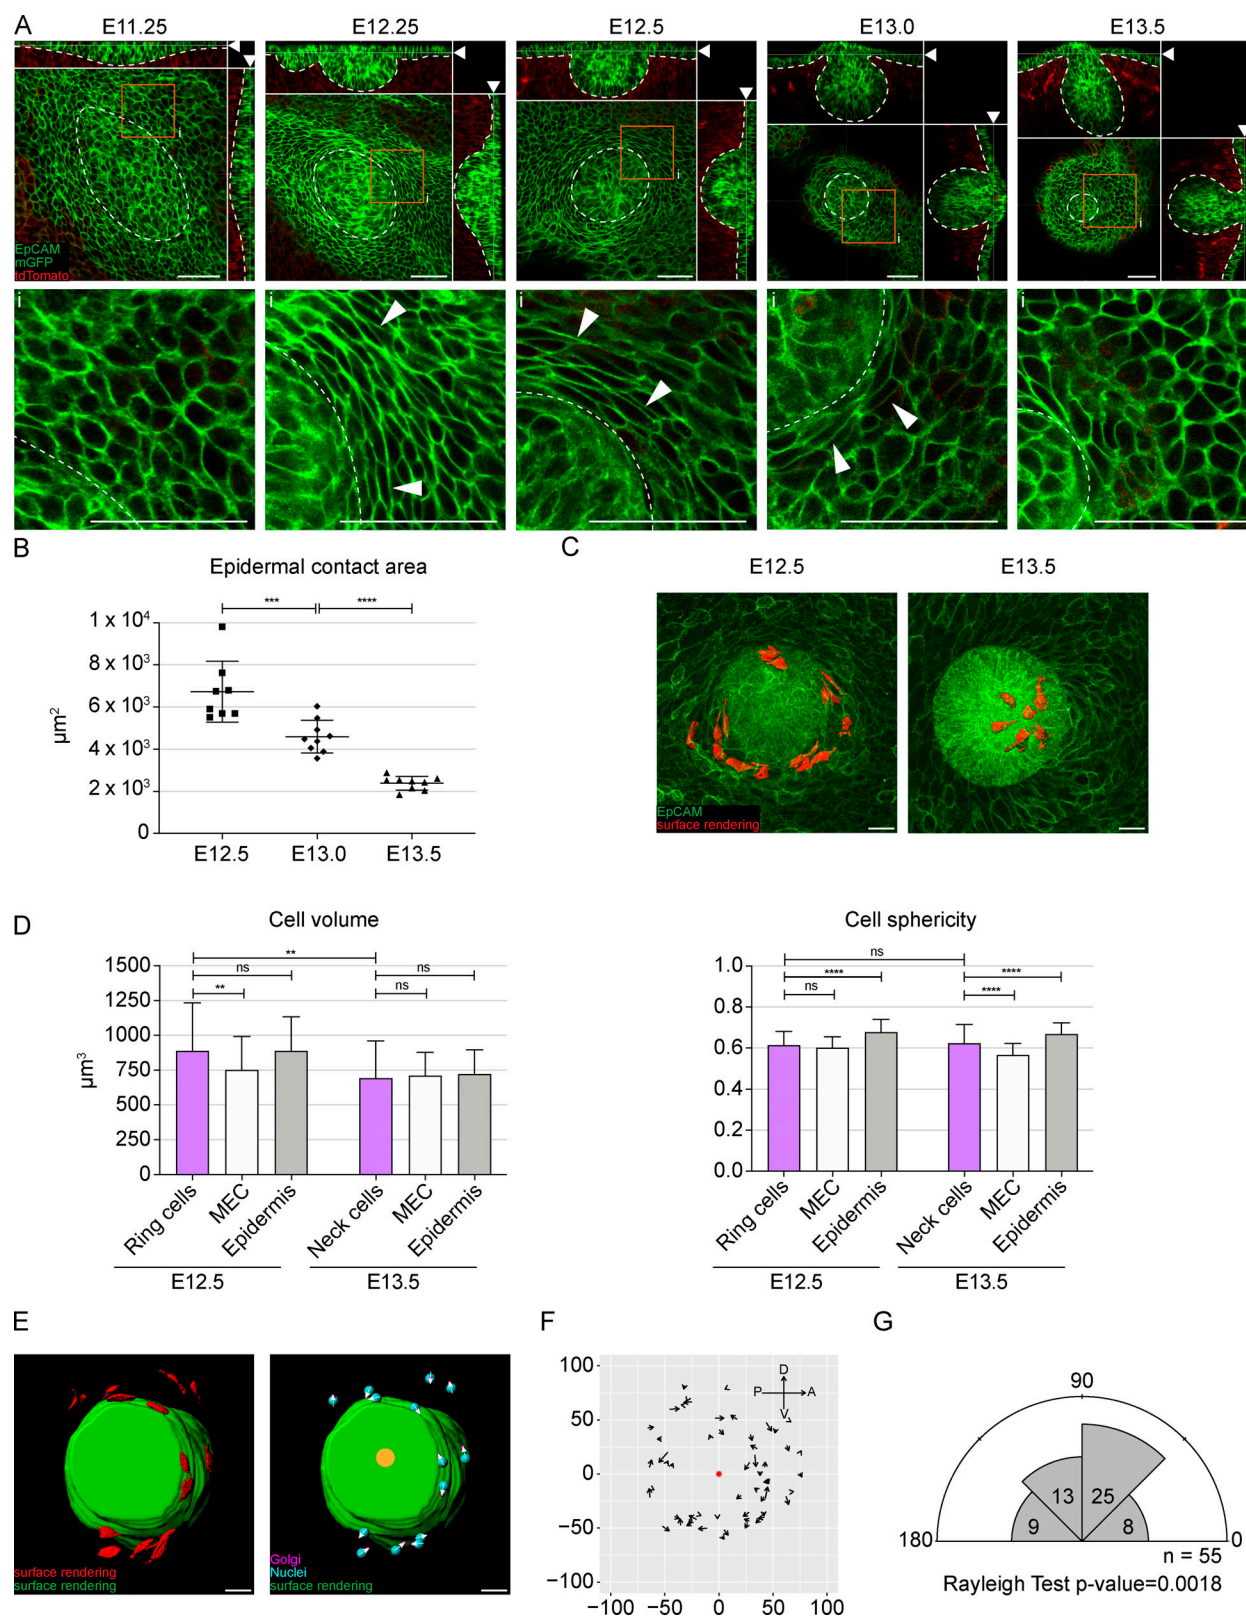 A
E11.25 E12.25 E12.5 E13.0 E13.5
i i i i i
EpCAM
mGFP
tdTomato
i i i i i
B
Epidermal contact area
*** ****
1 x 10⁴
8 x 10³
6 x 10³
4 x 10³
2 x 10³
0
µm²
E12.5 E13.0 E13.5
C
E12.5 E13.5
EpCAM
surface rendering
D
Cell volume
**
ns ns
** ns
1500
1250
1000
750
500
250
0
µm³
Ring cells MEC Epidermis Neck cells MEC Epidermis
E12.5 E13.5
Cell sphericity
ns
**** ****
ns ****
1.0
0.8
0.6
0.4
0.2
0.0
Ring cells MEC Epidermis Neck cells MEC Epidermis
E12.5 E13.5
E
surface rendering
surface rendering
Golgi
Nuclei
surface rendering
F
100
50
0
−50
−100
−100 −50 0 50 100
D
P A
V
G
90
180 0
9 13 25 8
n = 55
Rayleigh Test p-value=0.0018